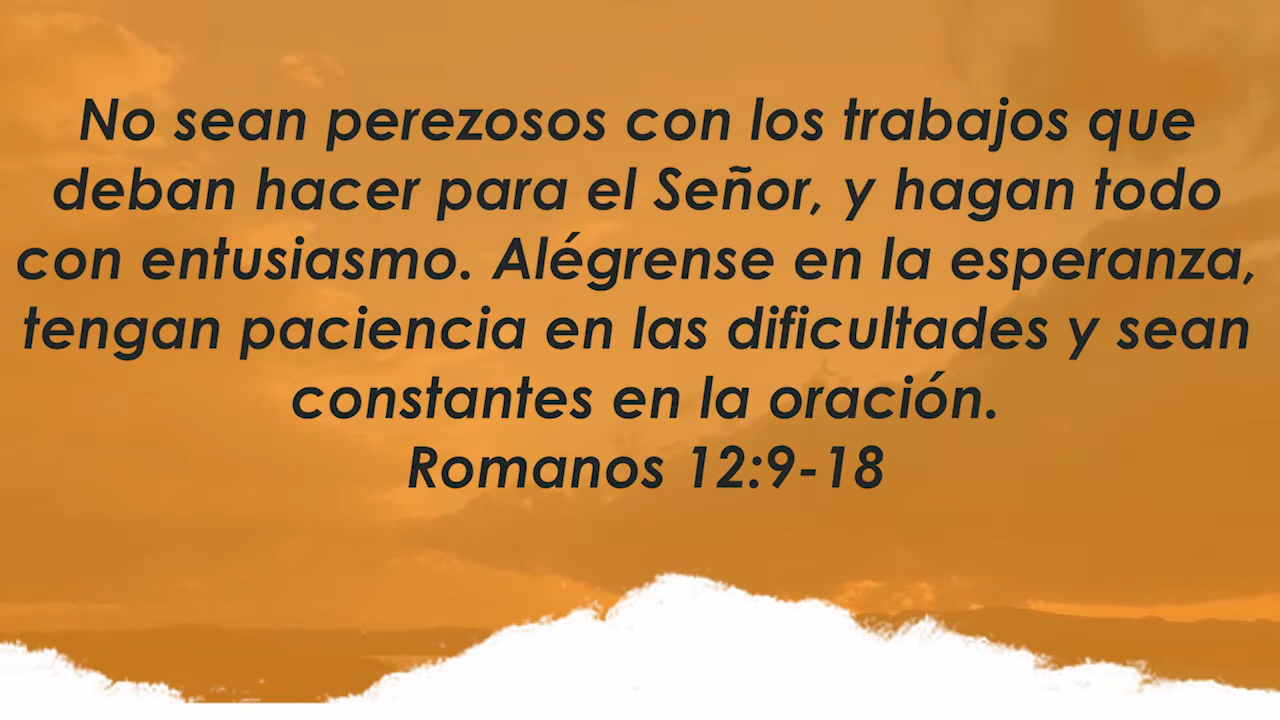 No sean perezosos con los trabajos que
deban hacer para el Señor, y hagan todo
con entusiasmo. Alégrense en la esperanza,
tengan paciencia en las dificultades y sean
constantes en la oración.
Romanos 12:9-18